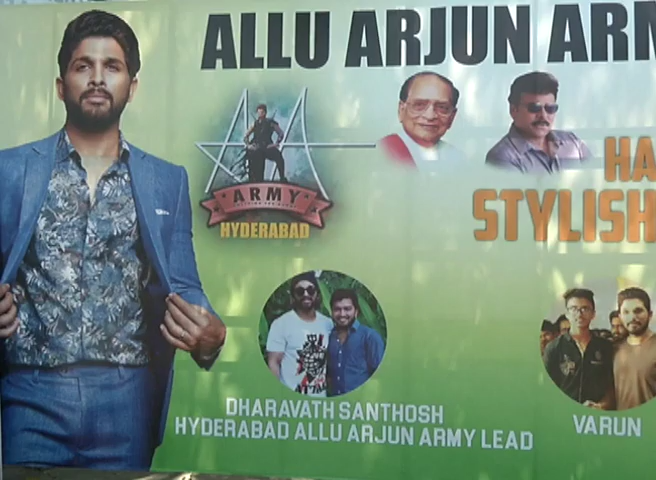 ALLU ARJUN ARM
ARMY
HYDERABAD
HA
STYLISH
DHARAVATH SANTHOSH
HYDERABAD ALLU ARJUN ARMY LEAD
VARUN